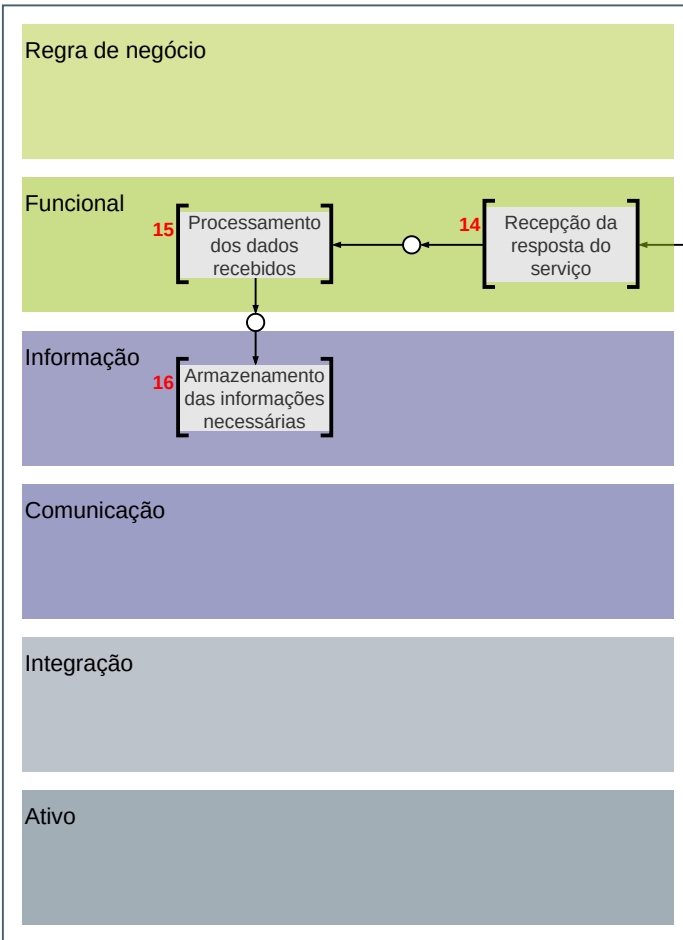 Regra de negócio
Funcional
15
Processamento
dos dados
recebidos
14
Recepção da
resposta do
serviço
Informação
16
Armazenamento
das informações
necessárias
Comunicação
Integração
Ativo